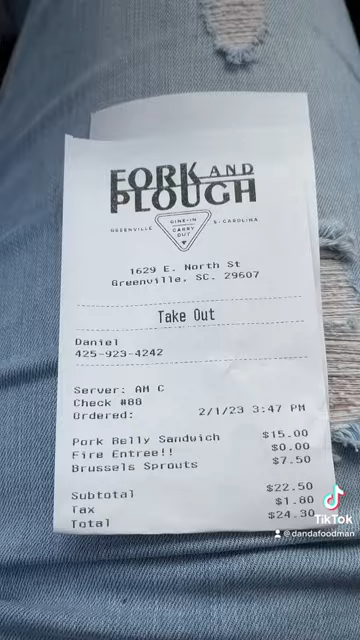 FORK AND
PLOUGH
GREENVILLE DINE-IN S. CAROLINA
CARRY
OUT
1629 E. North St
Greenville, SC. 29607
Take Out
Daniel
425-923-4242
Server: AM C
Check #88
Ordered: 2/1/23 3:47 PM
Pork Belly Sandwich $15.00
Fire Entree!! $0.00
Brussels Sprouts $7.50
Subtotal $22.50
Tax $1.80
Total $24.30
TikTok
@dandafoodman